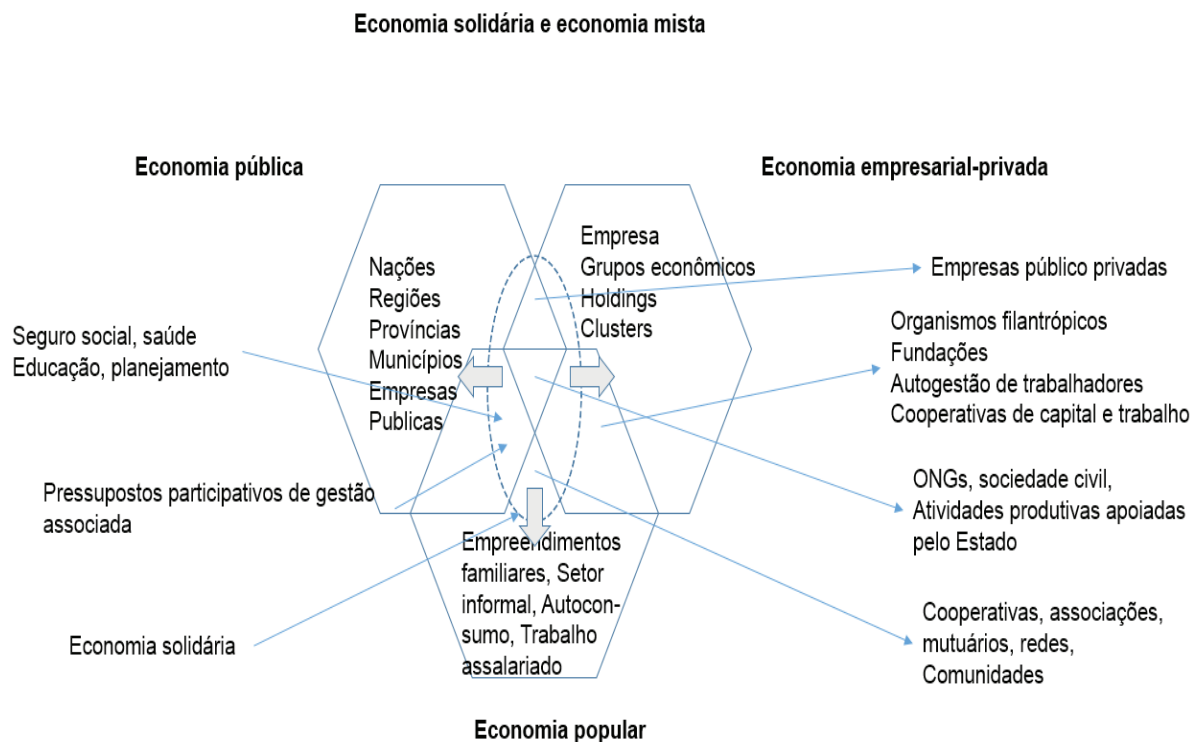 Economia solidária e economia mista
Economia pública
Economia empresarial-privada
Nações
Regiões
Províncias
Municípios
Empresas
Publicas
Empresa
Grupos econômicos
Holdings
Clusters
Seguro social, saúde
Educação, planejamento
Pressupostos participativos de gestão
associada
Economia solidária
Empresas público privadas
Organismos filantrópicos
Fundações
Autogestão de trabalhadores
Cooperativas de capital e trabalho
ONGs, sociedade civil,
Atividades produtivas apoiadas
pelo Estado
Cooperativas, associações,
mutuários, redes,
Comunidades
Empreendimentos
familiares, Setor
informal, Autocon-
sumo, Trabalho
assalariado
Economia popular